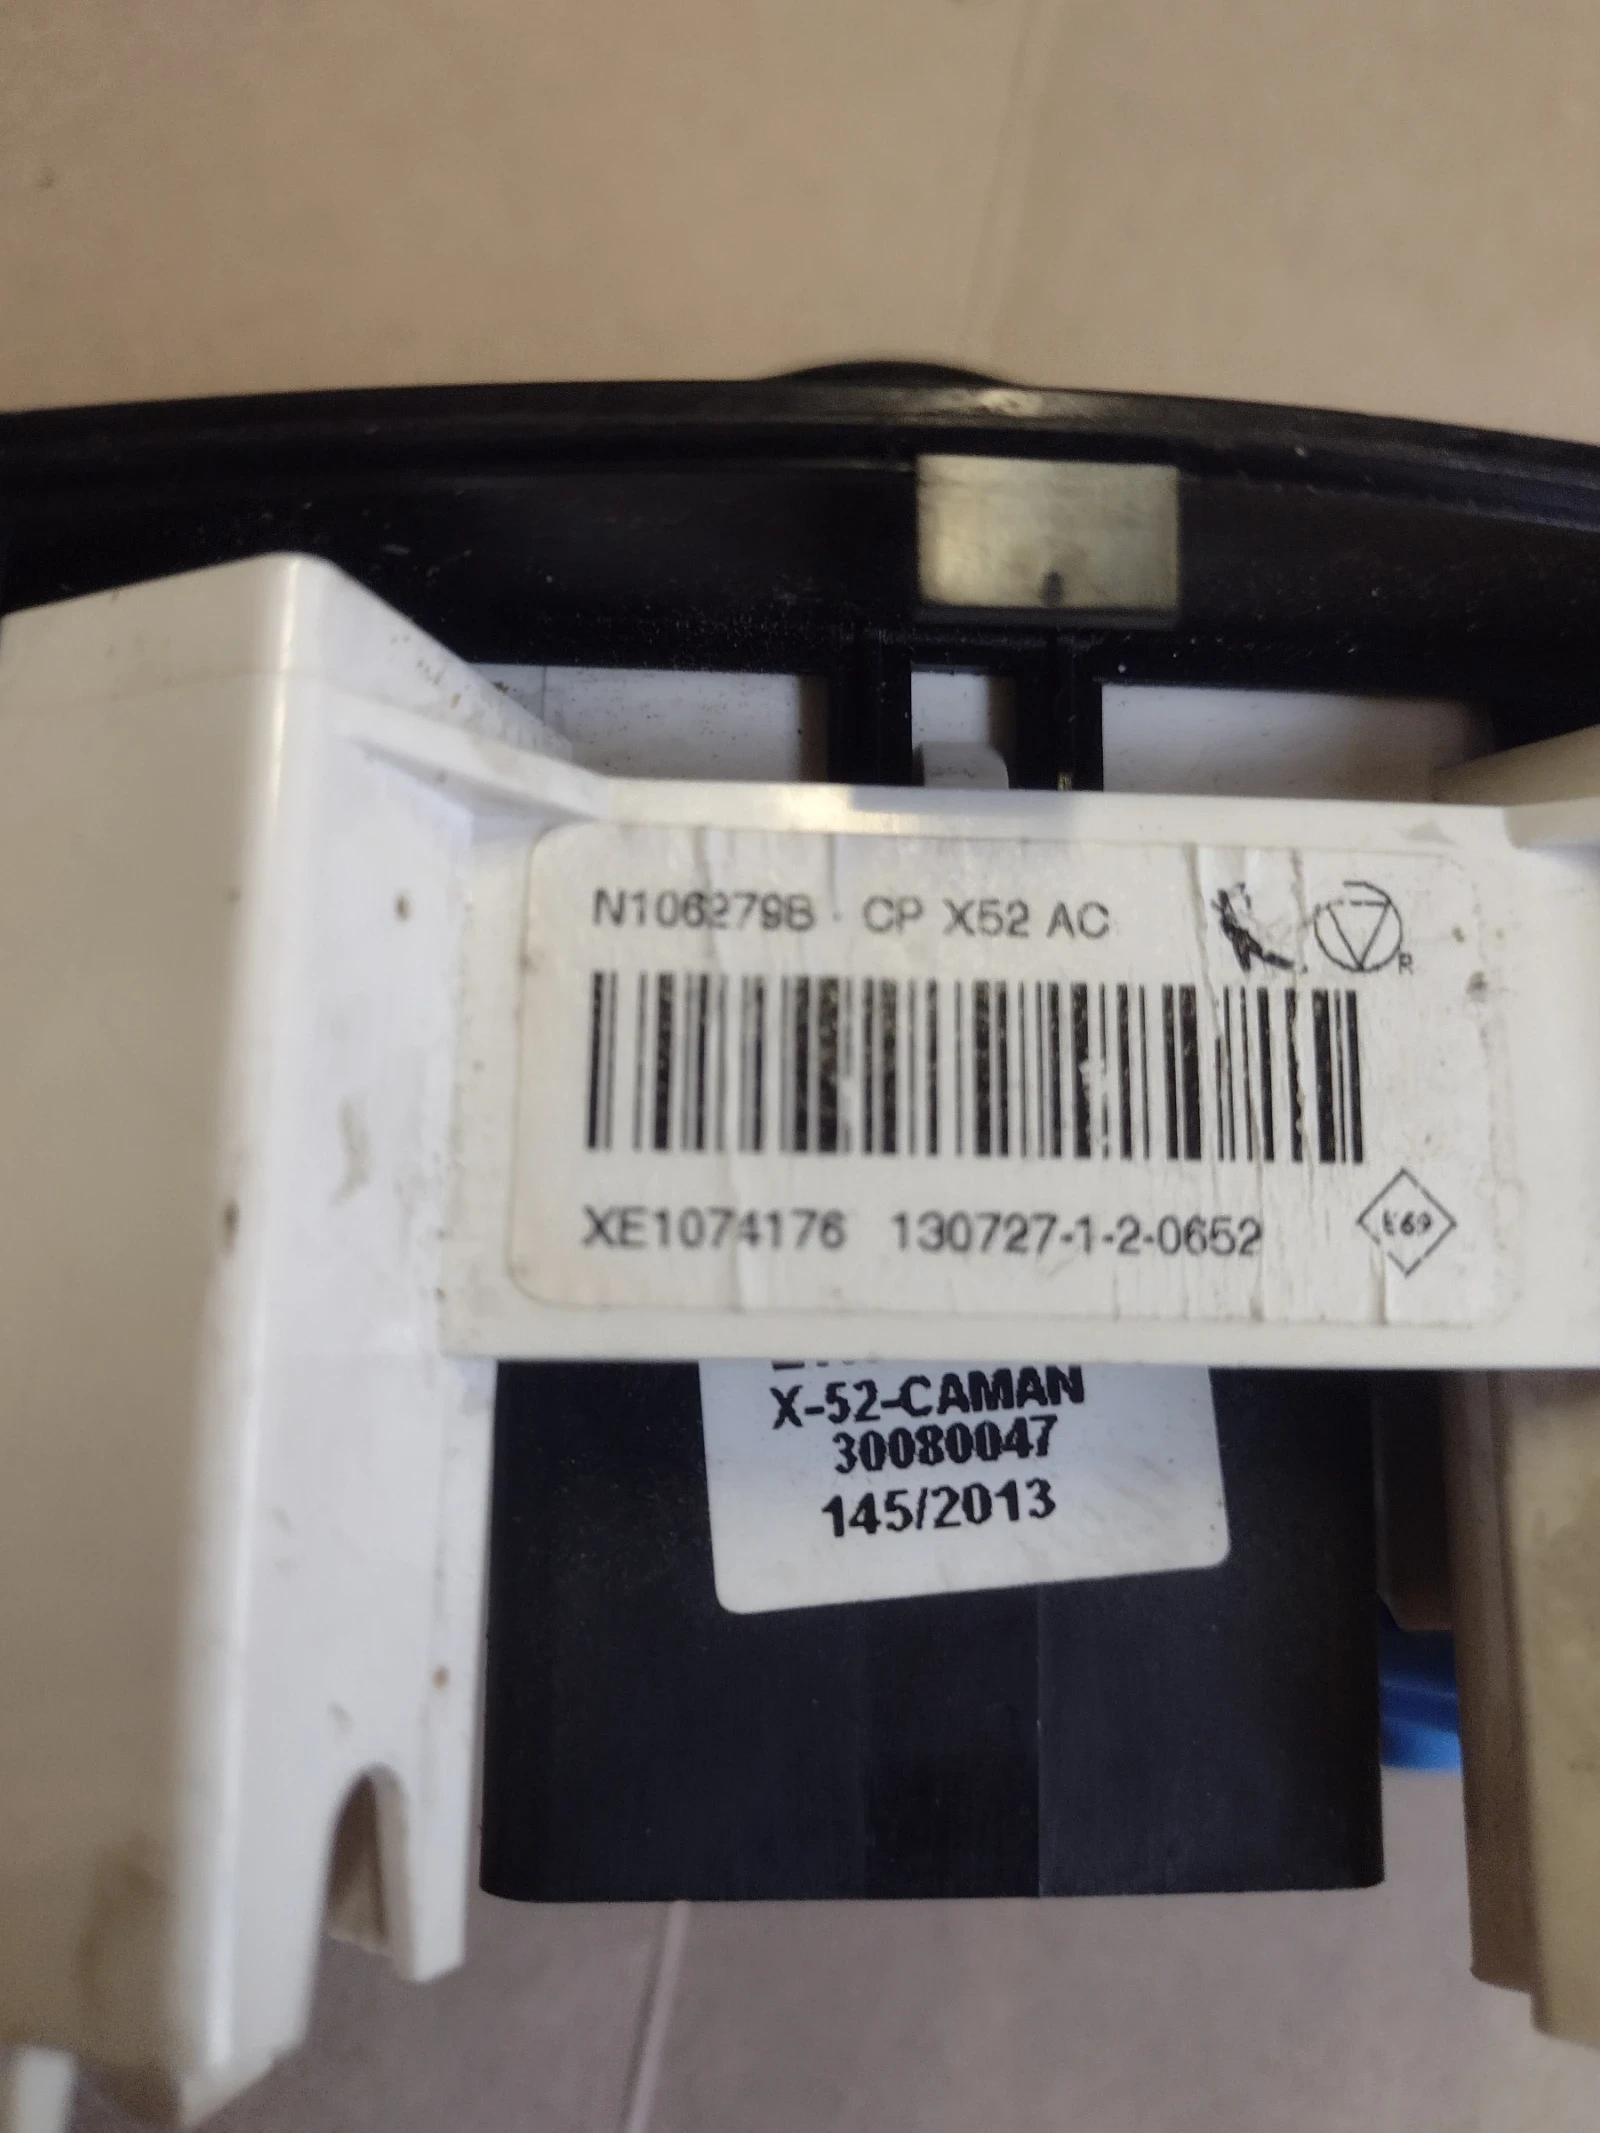 N106279B CP X52 AC
R
XE1074176 130727-1-2-0652
E69
X-52-CAMAN
30080047
145/2013